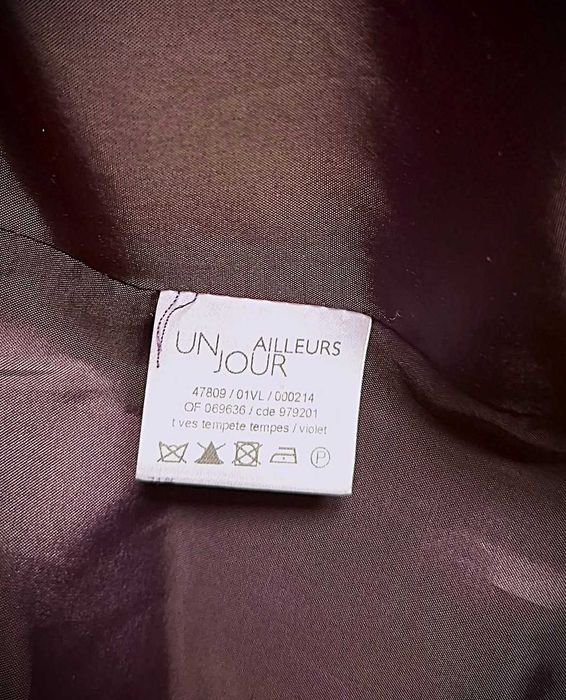 UN JOUR AILLEURS
47809 / 01VL / 000214
OF 069636 / cde 979201
t ves tempete tempes / violet
P